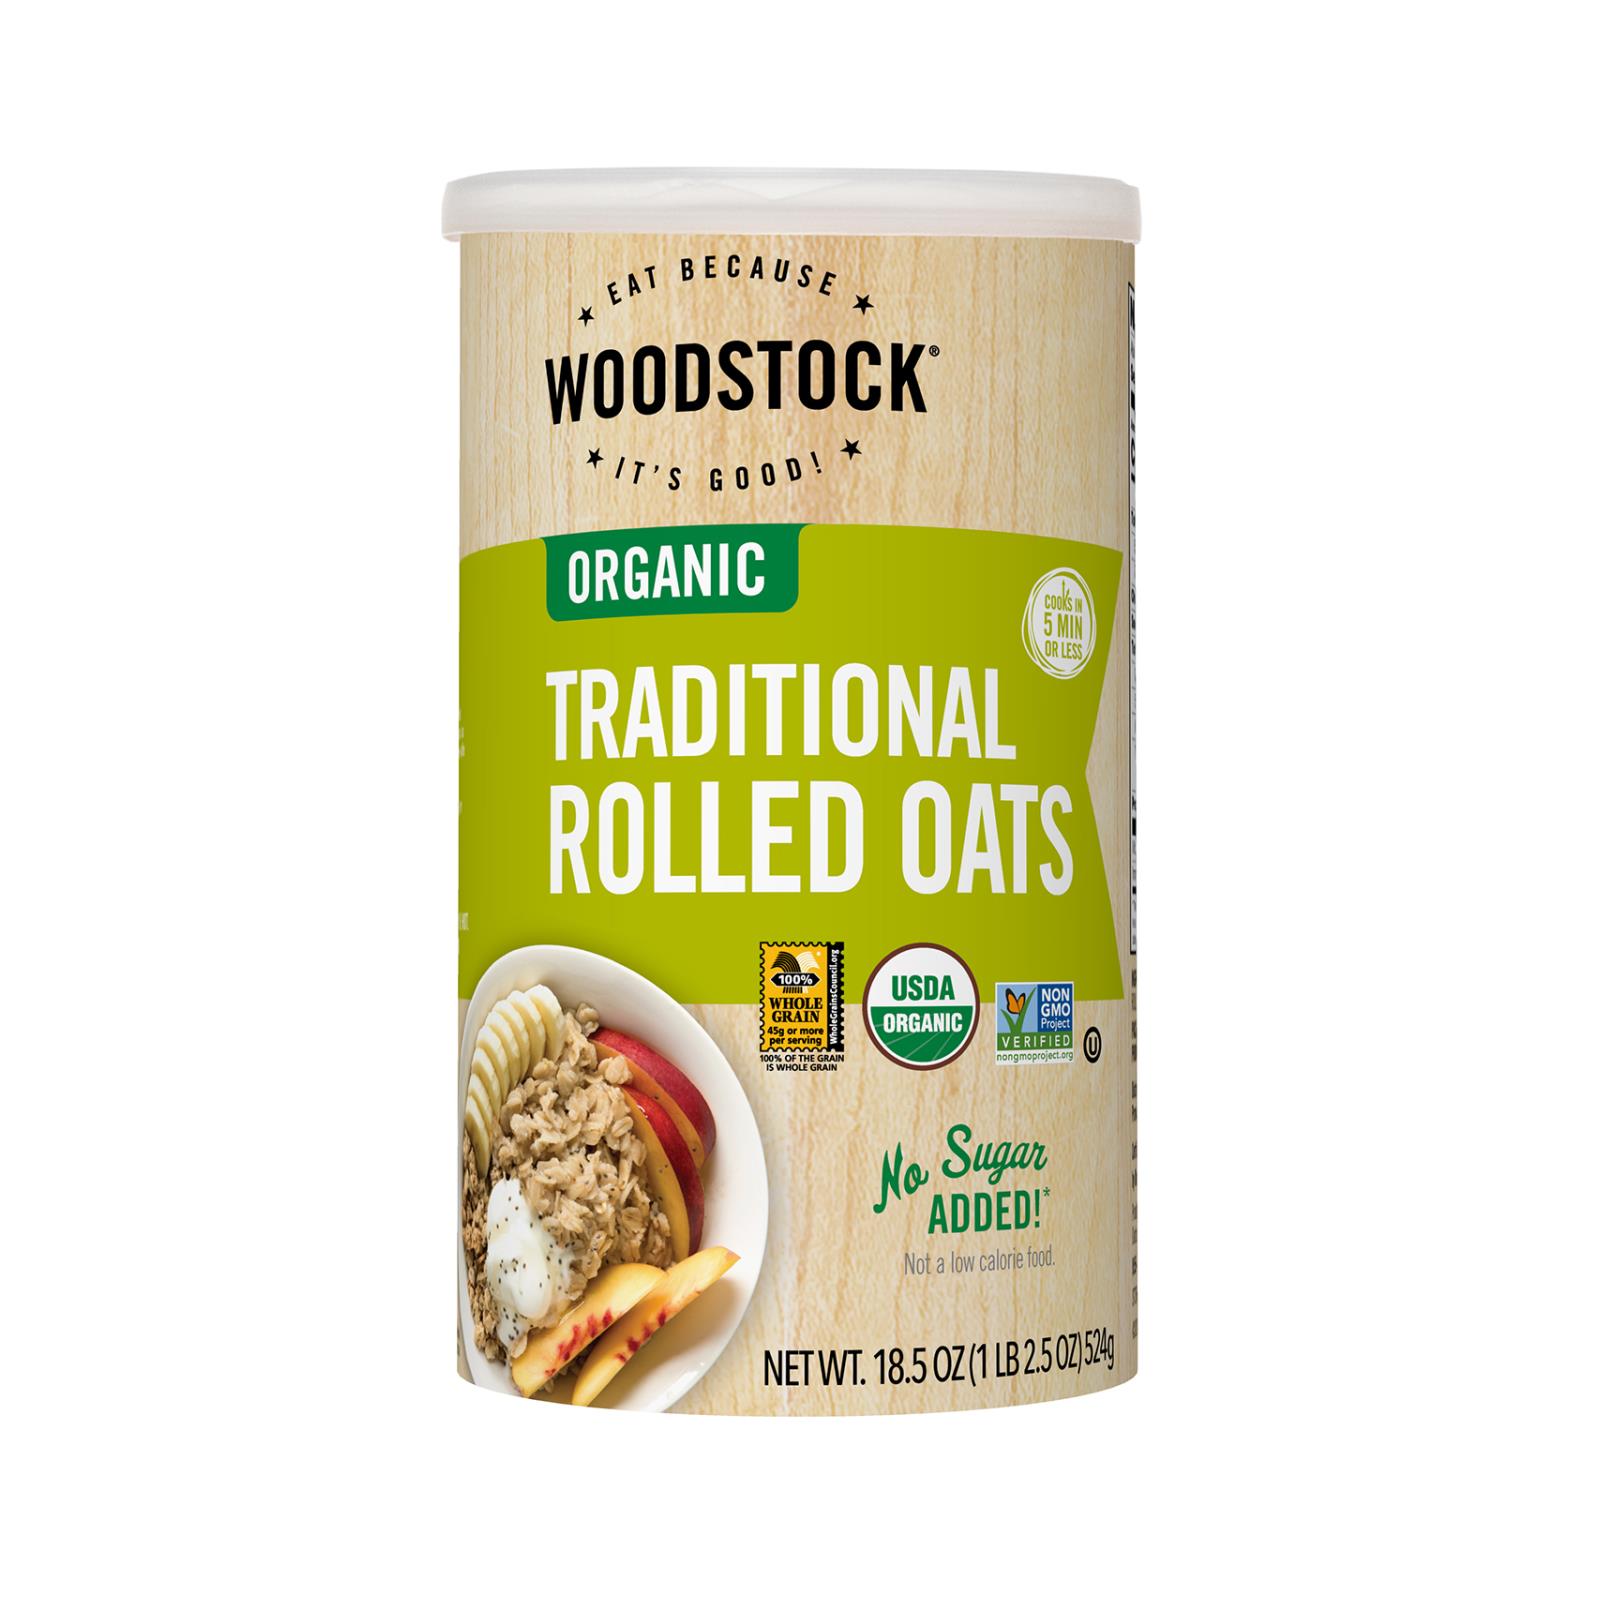 EAT BECAUSE
WOODSTOCK®
IT'S GOOD!
ORGANIC
COOKS IN
5 MIN
OR LESS
TRADITIONAL
ROLLED OATS
100%
WHOLE
GRAIN
45g or more
per serving
WholeGrainsCouncil.org
100% OF THE GRAIN
IS WHOLE GRAIN
USDA
ORGANIC
NON
GMO
Project
VERIFIED
nongmoproject.org
U
No Sugar
ADDED!*
Not a low calorie food.
NET WT. 18.5 OZ (1 LB 2.5 OZ) 524g